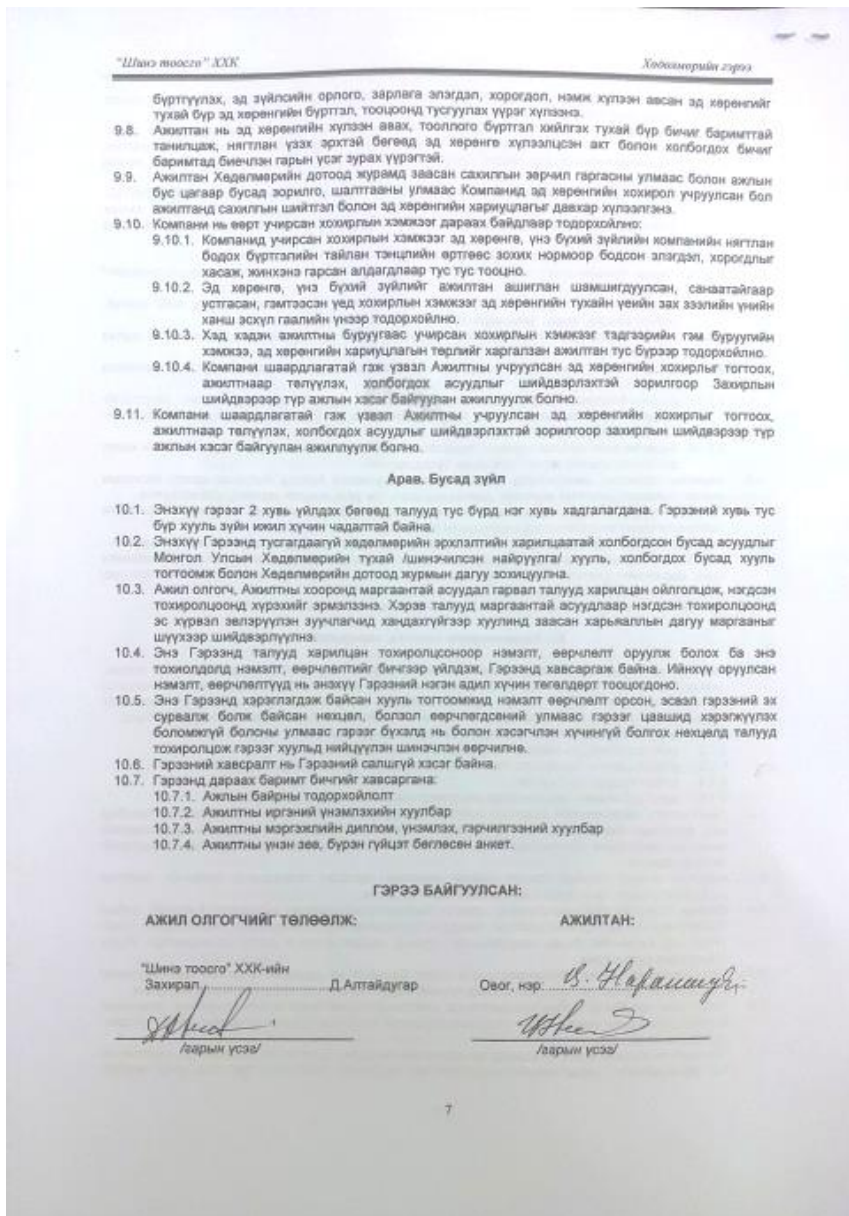 "Шинэ тоосго" ХХК Хөдөлмөрийн гэрээ
бүртгүүлэх, эд зүйлсийн орлого, зарлага элэгдэл, хорогдол, нэмж хүлээн авсан эд хөрөнгийг
тухай бүр эд хөрөнгийн бүртгэл, тооцоонд тусгуулах үүрэг хүлээнэ.
9.8. Ажилтан нь эд хөрөнгийн хүлээн авах, тооллого бүртгэл хийлгэх тухай бүр бичиг баримттай
танилцаж, нягтлан үзэх эрхтэй бөгөөд эд хөрөнгө хүлээлцсэн акт болон холбогдох бичиг
баримтад биечлэн гарын үсэг зурах үүрэгтэй.
9.9. Ажилтан Хөдөлмөрийн дотоод журамд заасан сахилгын зөрчил гаргасны улмаас болон ажлын
бус цагаар бусад зорилго, шалтгааны улмаас Компанид эд хөрөнгийн хохирол учруулсан бол
ажилтанд сахилгын шийтгэл болон эд хөрөнгийн хариуцлагыг давхар хүлээлгэнэ.
9.10. Компани нь өөрт учирсан хохирлын хэмжээг дараах байдлаар тодорхойлно:
9.10.1. Компанид учирсан хохирлын хэмжээг эд хөрөнгө, үнэ бүхий зүйлийн компанийн нягтлан
бодох бүртгэлийн тайлан тэнцлийн өртгөөс зохих нормоор бодсон элэгдэл, хорогдлыг
хасаж, жинхэнэ гарсан алдагдлаар тус тус тооцно.
9.10.2. Эд хөрөнгө, үнэ бүхий зүйлийг ажилтан ашиглан шамшигдуулсан, санаатайгаар
устгасан, гэмтээсэн үед хохирлын хэмжээг эд хөрөнгийн тухайн үеийн зах зээлийн үнийн
ханш эсхүл гаалийн үнээр тодорхойлно.
9.10.3. Хэд хэдэн ажилтны буруугаас учирсан хохирлын хэмжээг тэдгээрийн гэм буруугийн
хэмжээ, эд хөрөнгийн хариуцлагын төрлийг харгалзан ажилтан тус бүрээр тодорхойлно.
9.10.4. Компани шаардлагатай гэж үзвэл Ажилтны учруулсан эд хөрөнгийн хохирлыг тогтоох,
ажилтнаар төлүүлэх, холбогдох асуудлыг шийдвэрлэхтэй зорилгоор Захирлын
шийдвэрээр түр ажлын хэсэг байгуулан ажиллуулж болно.
9.11. Компани шаардлагатай гэж үзвэл Ажилтны учруулсан эд хөрөнгийн хохирлыг тогтоох,
ажилтнаар төлүүлэх, холбогдох асуудлыг шийдвэрлэхтэй зорилгоор захирлын шийдвэрээр түр
ажлын хэсэг байгуулан ажиллуулж болно.
Арав. Бусад зүйл
10.1. Энэхүү гэрээг 2 хувь үйлдэх бөгөөд талууд тус бүрд нэг хувь хадгалагдана. Гэрээний хувь тус
бүр хууль зүйн ижил хүчин чадалтай байна.
10.2. Энэхүү Гэрээнд тусгагдаагүй хөдөлмөрийн эрхлэлтийн харилцаатай холбогдсон бусад асуудлыг
Монгол Улсын Хөдөлмөрийн тухай /шинэчилсэн найруулга/ хууль, холбогдох бусад хууль
тогтоомж болон Хөдөлмөрийн дотоод журмын дагуу зохицуулна.
10.3. Ажил олгогч, Ажилтны хооронд маргаантай асуудал гарвал талууд харилцан ойлголцож, нэгдсэн
тохиролцоонд хүрэхийг эрмэлзэнэ. Хэрэв талууд маргаантай асуудлаар нэгдсэн тохиролцоонд
эс хүрвэл эвлэрүүлэн зуучлагчид хандахгүйгээр хуулинд заасан харьяаллын дагуу маргааныг
шүүхээр шийдвэрлүүлнэ.
10.4. Энэ Гэрээнд талууд харилцан тохиролцсоноор нэмэлт, өөрчлөлт оруулж болох ба энэ
тохиолдолд нэмэлт, өөрчлөлтийг бичгээр үйлдэж, Гэрээнд хавсаргаж байна. Ийнхүү оруулсан
нэмэлт, өөрчлөлтүүд нь энэхүү Гэрээний нэгэн адил хүчин төгөлдөрт тооцогдоно.
10.5. Энэ Гэрээнд хэрэглэгдэж байсан хууль тогтоомжид нэмэлт өөрчлөлт орсон, эсвэл гэрээний эх
сурвалж болж байсан нөхцөл, болзол өөрчлөгдсөний улмаас гэрээг цаашид хэрэгжүүлэх
боломжгүй болсны улмаас гэрээг бүхэлд нь болон хэсэгчлэн хүчингүй болгох нөхцөлд талууд
тохиролцож гэрээг хуульд нийцүүлэн шинэчлэн өөрчилнө.
10.6. Гэрээний хавсралт нь Гэрээний салшгүй хэсэг байна.
10.7. Гэрээнд дараах баримт бичгийг хавсаргана:
10.7.1. Ажлын байрны тодорхойлолт
10.7.2. Ажилтны иргэний үнэмлэхийн хуулбар
10.7.3. Ажилтны мэргэжлийн диплом, үнэмлэх, гэрчилгээний хуулбар
10.7.4. Ажилтны үнэн зөв, бүрэн гүйцэт бөглөсөн анкет.
ГЭРЭЭ БАЙГУУЛСАН:
АЖИЛ ОЛГОГЧИЙГ ТӨЛӨӨЛЖ: АЖИЛТАН:
"Шинэ тоосго" ХХК-ийн
Захирал.............................Д.Алтайдугар Овог, нэр:
/гарын үсэг/ /гарын үсэг/
7